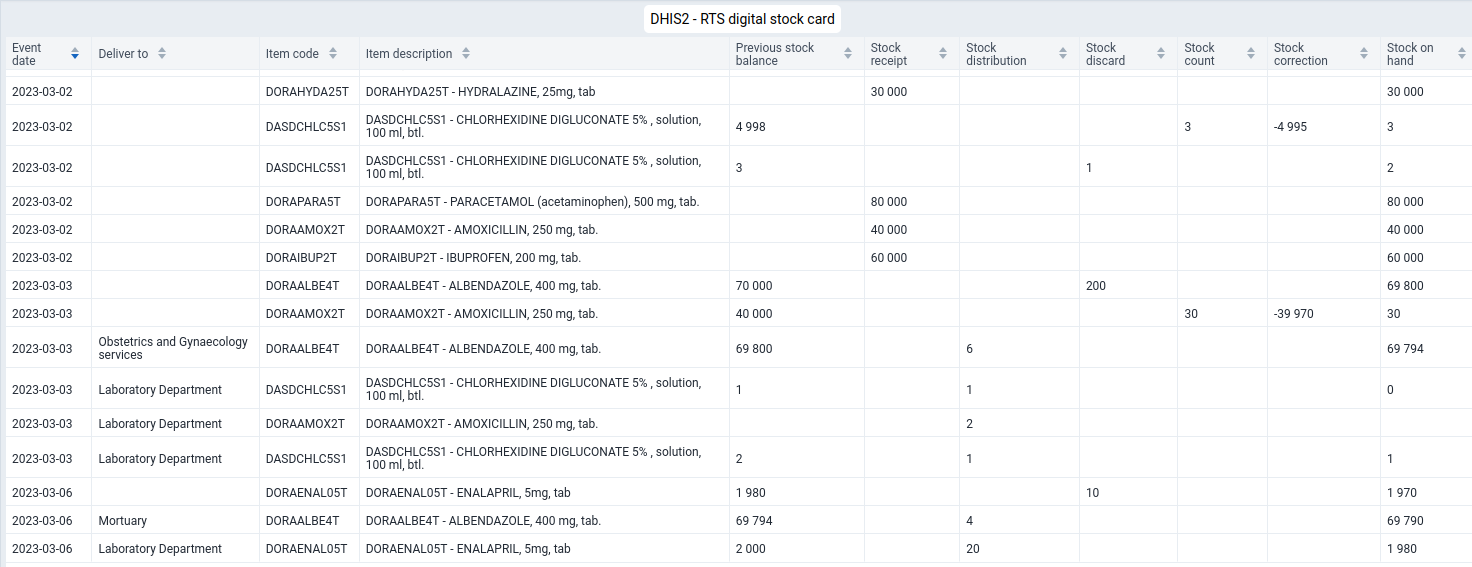 DHIS2 - RTS digital stock card
Event date Deliver to Item code Item description Previous stock balance Stock receipt Stock distribution Stock discard Stock count Stock correction Stock on hand
2023-03-02 DORAHYDA25T DORAHYDA25T - HYDRALAZINE, 25mg, tab 30 000 30 000
2023-03-02 DASDCHLC5S1 DASDCHLC5S1 - CHLORHEXIDINE DIGLUCONATE 5% , solution, 100 ml, btl. 4 998 3 -4 995 3
2023-03-02 DASDCHLC5S1 DASDCHLC5S1 - CHLORHEXIDINE DIGLUCONATE 5% , solution, 100 ml, btl. 3 1 2
2023-03-02 DORAPARA5T DORAPARA5T - PARACETAMOL (acetaminophen), 500 mg, tab. 80 000 80 000
2023-03-02 DORAAMOX2T DORAAMOX2T - AMOXICILLIN, 250 mg, tab. 40 000 40 000
2023-03-02 DORAIBUP2T DORAIBUP2T - IBUPROFEN, 200 mg, tab. 60 000 60 000
2023-03-03 DORAALBE4T DORAALBE4T - ALBENDAZOLE, 400 mg, tab. 70 000 200 69 800
2023-03-03 DORAAMOX2T DORAAMOX2T - AMOXICILLIN, 250 mg, tab. 40 000 30 -39 970 30
2023-03-03 Obstetrics and Gynaecology services DORAALBE4T DORAALBE4T - ALBENDAZOLE, 400 mg, tab. 69 800 6 69 794
2023-03-03 Laboratory Department DASDCHLC5S1 DASDCHLC5S1 - CHLORHEXIDINE DIGLUCONATE 5% , solution, 100 ml, btl. 1 1 0
2023-03-03 Laboratory Department DORAAMOX2T DORAAMOX2T - AMOXICILLIN, 250 mg, tab. 2
2023-03-03 Laboratory Department DASDCHLC5S1 DASDCHLC5S1 - CHLORHEXIDINE DIGLUCONATE 5% , solution, 100 ml, btl. 2 1 1
2023-03-06 DORAENAL05T DORAENAL05T - ENALAPRIL, 5mg, tab 1 980 10 1 970
2023-03-06 Mortuary DORAALBE4T DORAALBE4T - ALBENDAZOLE, 400 mg, tab. 69 794 4 69 790
2023-03-06 Laboratory Department DORAENAL05T DORAENAL05T - ENALAPRIL, 5mg, tab 2 000 20 1 980